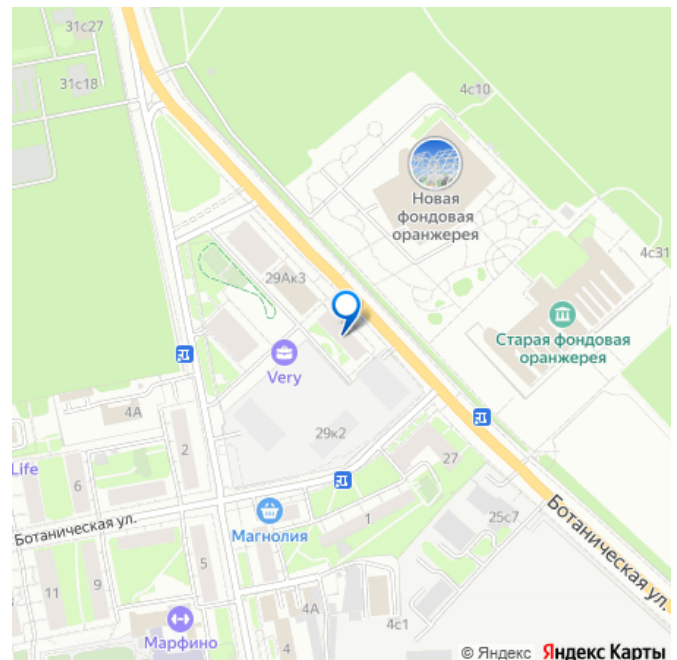 31с27
31с18
4с10
Новая
фондовая
оранжерея
4с31
29Ак3
Старая фондовая
оранжерея
Very
4А
29к2
2
27
Life
6
Ботаническая ул.
Магнолия
1
25с7
Ботаническая ул.
5
11
9
4А
4с1
Марфино
4
© Яндекс Яндекс Карты